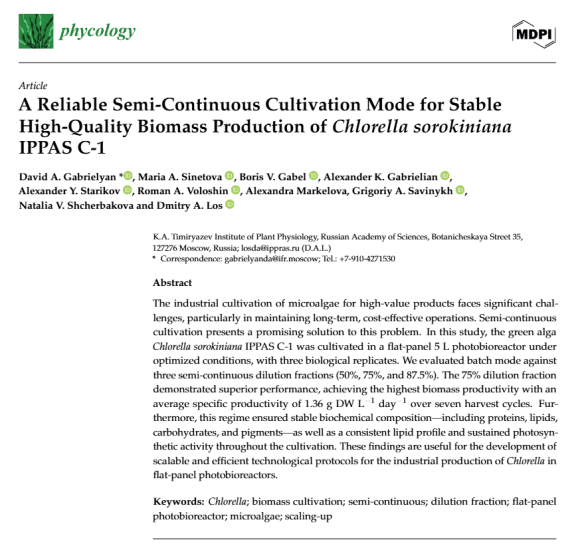 phycology
MDPI
Article
A Reliable Semi-Continuous Cultivation Mode for Stable
High-Quality Biomass Production of Chlorella sorokiniana
IPPAS C-1
David A. Gabrielyan *, Maria A. Sinetova, Boris V. Gabel, Alexander K. Gabrielian,
Alexander Y. Starikov, Roman A. Voloshin, Alexandra Markelova, Grigoriy A. Savinykh,
Natalia V. Shcherbakova and Dmitry A. Los
K.A. Timiryazev Institute of Plant Physiology, Russian Academy of Sciences, Botanicheskaya Street 35,
127276 Moscow, Russia; losda@ippras.ru (D.A.L.)
* Correspondence: gabrielyanda@ifr.moscow; Tel.: +7-910-4271530
Abstract
The industrial cultivation of microalgae for high-value products faces significant chal-
lenges, particularly in maintaining long-term, cost-effective operations. Semi-continuous
cultivation presents a promising solution to this problem. In this study, the green alga
Chlorella sorokiniana IPPAS C-1 was cultivated in a flat-panel 5 L photobioreactor under
optimized conditions, with three biological replicates. We evaluated batch mode against
three semi-continuous dilution fractions (50%, 75%, and 87.5%). The 75% dilution fraction
demonstrated superior performance, achieving the highest biomass productivity with an
average specific productivity of 1.36 g DW L⁻¹ day⁻¹ over seven harvest cycles. Fur-
thermore, this regime ensured stable biochemical composition—including proteins, lipids,
carbohydrates, and pigments—as well as a consistent lipid profile and sustained photosyn-
thetic activity throughout the cultivation. These findings are useful for the development of
scalable and efficient technological protocols for the industrial production of Chlorella in
flat-panel photobioreactors.
Keywords: Chlorella; biomass cultivation; semi-continuous; dilution fraction; flat-panel
photobioreactor; microalgae; scaling-up